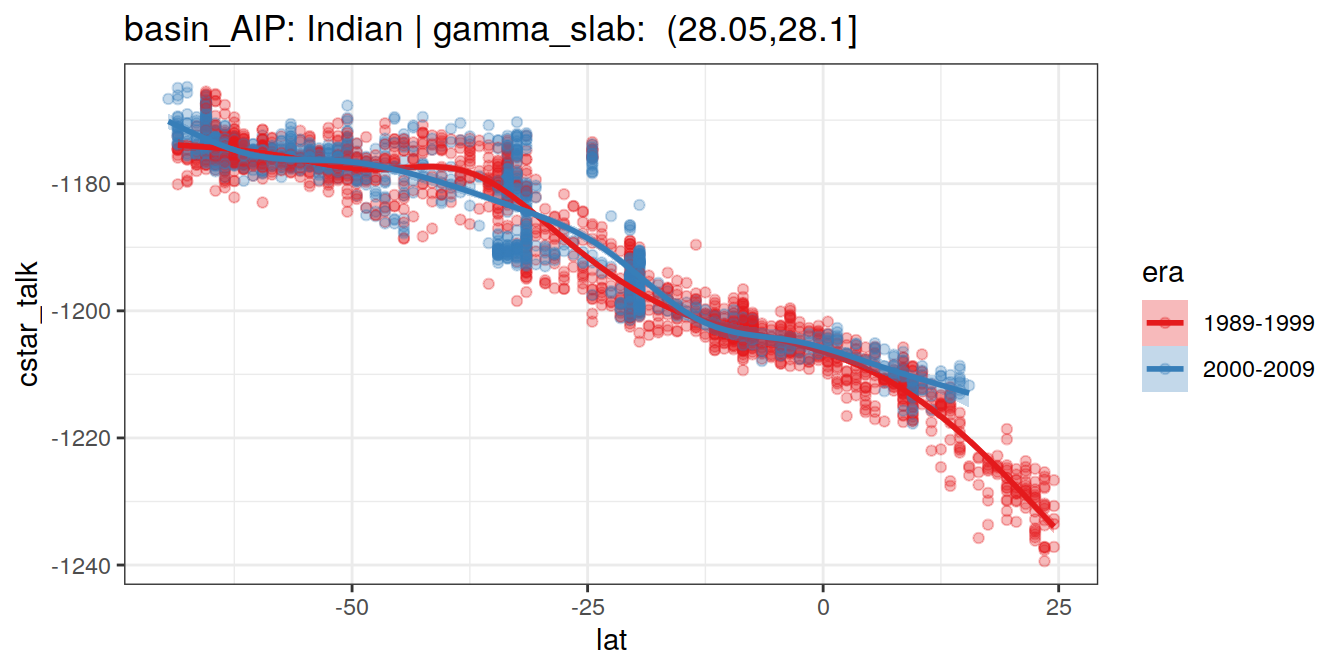 basin_AIP: Indian | gamma_slab:  (28.05,28.1]
cstar_talk
-1180
-1200
-1220
-1240
-50
-25
0
25
lat
era
1989-1999
2000-2009